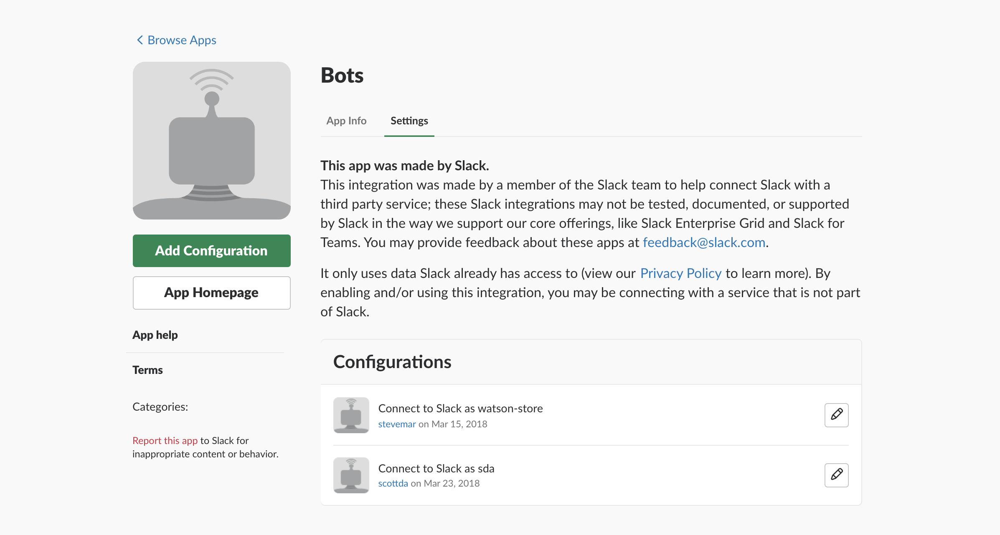 Browse Apps
Bots
App Info
Settings
This app was made by Slack.
This integration was made by a member of the Slack team to help connect Slack with a
third party service; these Slack integrations may not be tested, documented, or supported
by Slack in the way we support our core offerings, like Slack Enterprise Grid and Slack for
Teams. You may provide feedback about these apps at feedback@slack.com.
It only uses data Slack already has access to (view our Privacy Policy to learn more). By
enabling and/or using this integration, you may be connecting with a service that is not part
of Slack.
Add Configuration
App Homepage
App help
Terms
Categories:
Report this app to Slack for
inappropriate content or behavior.
Configurations
Connect to Slack as watson-store
stevemar on Mar 15, 2018
Connect to Slack as sda
scottda on Mar 23, 2018